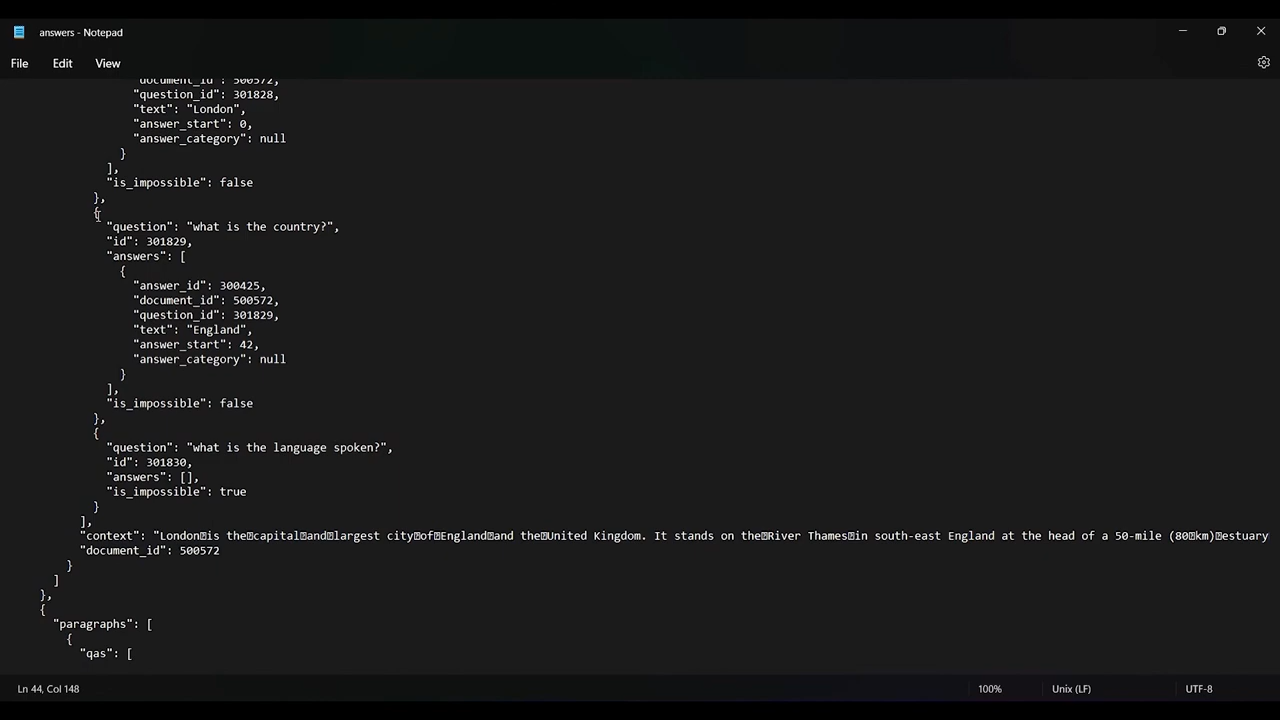 answers - Notepad
File Edit View
"document_id": 500572,
"question_id": 301828,
"text": "London",
"answer_start": 0,
"answer_category": null
}
],
"is_impossible": false
},
{
"question": "what is the country?",
"id": 301829,
"answers": [
{
"answer_id": 300425,
"document_id": 500572,
"question_id": 301829,
"text": "England",
"answer_start": 42,
"answer_category": null
}
],
"is_impossible": false
},
{
"question": "what is the language spoken?",
"id": 301830,
"answers": [],
"is_impossible": true
}
],
"context": "London is the capital and largest city of England and the United Kingdom. It stands on the River Thames in south-east England at the head of a 50-mile (80 km) estuary
"document_id": 500572
}
]
},
{
"paragraphs": [
{
"qas": [
Ln 44, Col 148 100% Unix (LF) UTF-8